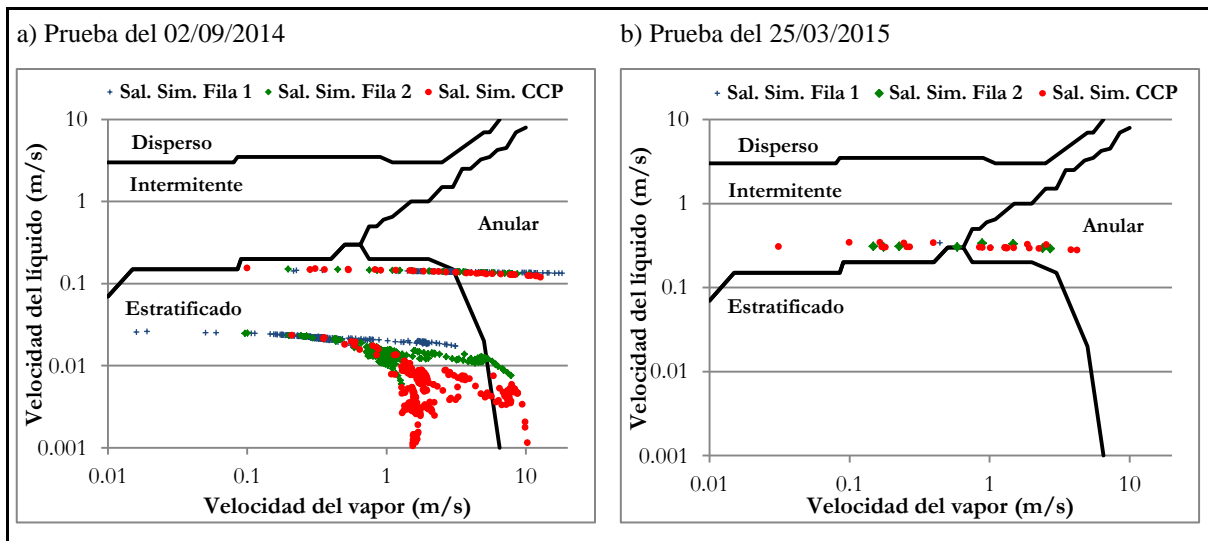 a) Prueba del 02/09/2014
Sal. Sim. Fila 1 Sal. Sim. Fila 2 Sal. Sim. CCP
10
1
0.1
0.01
0.001
Velocidad del líquido (m/s)
Disperso
Intermitente
Anular
Estratificado
0.01 0.1 1 10
Velocidad del vapor (m/s)
b) Prueba del 25/03/2015
Sal. Sim. Fila 1 Sal. Sim. Fila 2 Sal. Sim. CCP
10
1
0.1
0.01
0.001
Velocidad del líquido (m/s)
Disperso
Intermitente
Anular
Estratificado
0.01 0.1 1 10
Velocidad del vapor (m/s)